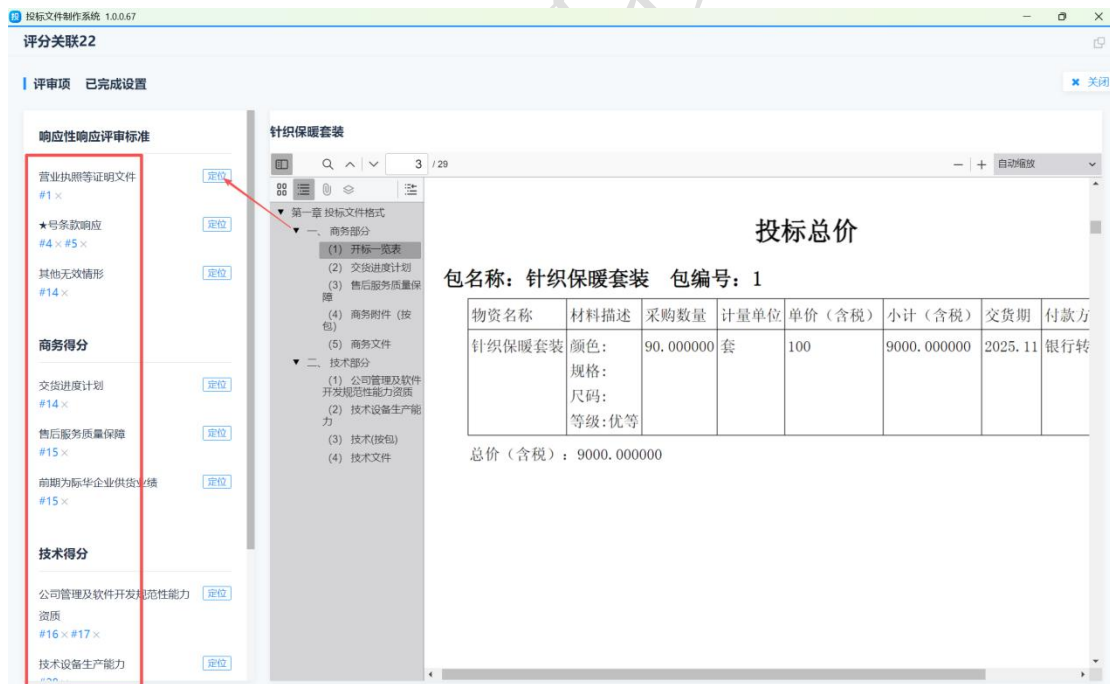 投标文件制作系统 1.0.0.67
评分关联22
评审项 已完成设置
关闭
响应性响应评审标准
营业执照等证明文件 定位
#1 ×
★号条款响应 定位
#4 × #5 ×
其他无效情形 定位
#14 ×
商务得分
交货进度计划 定位
#14 ×
售后服务质量保障 定位
#15 ×
前期为际华企业供货业绩 定位
#15 ×
技术得分
公司管理及软件开发规范性能力 定位
资质
#16 × #17 ×
技术设备生产能力 定位
针织保暖套装
3 / 29
自动缩放
第一章 投标文件格式
一、 商务部分
(1) 开标一览表
(2) 交货进度计划
(3) 售后服务质量保
障
(4) 商务附件（按
包）
(5) 商务文件
二、 技术部分
(1) 公司管理及软件
开发规范性能力资质
(2) 技术设备生产能
力
(3) 技术(按包)
(4) 技术文件
投标总价
包名称：针织保暖套装 包编号：1
物资名称 材料描述 采购数量 计量单位 单价（含税） 小计（含税） 交货期 付款方
针织保暖套装 颜色: 90.000000 套 100 9000.000000 2025.11 银行转
规格:
尺码:
等级:优等
总价（含税）：9000.000000